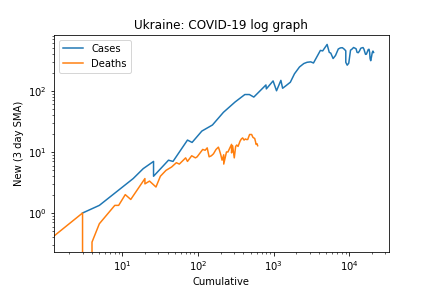 Ukraine: COVID-19 log graph
Cases
Deaths
New (3 day SMA)
10²
10¹
10⁰
10¹ 10² 10³ 10⁴
Cumulative